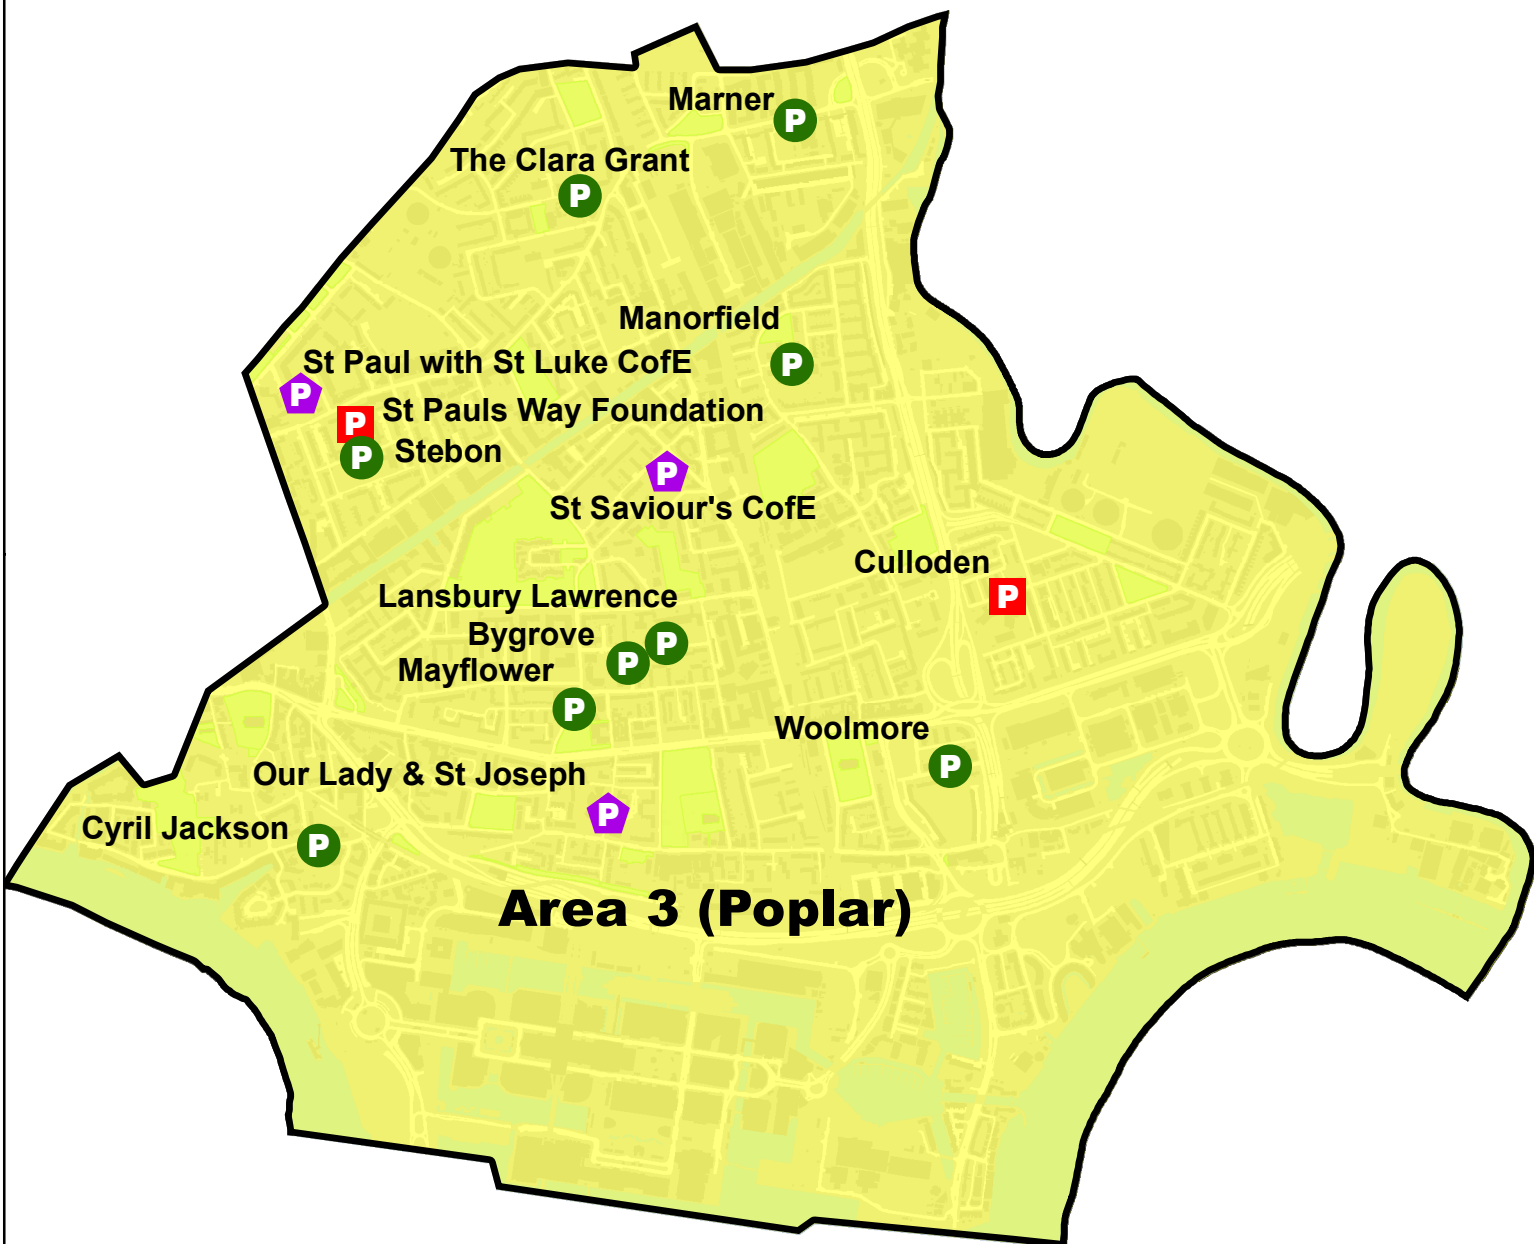 Marner
P
The Clara Grant
P
Manorfield
P
St Paul with St Luke CofE
P
P St Pauls Way Foundation
P Stebon
P
St Saviour's CofE
Culloden
P
Lansbury Lawrence
P
Bygrove
P
Mayflower
P
Woolmore
P
Our Lady & St Joseph
P
Cyril Jackson
P
Area 3 (Poplar)